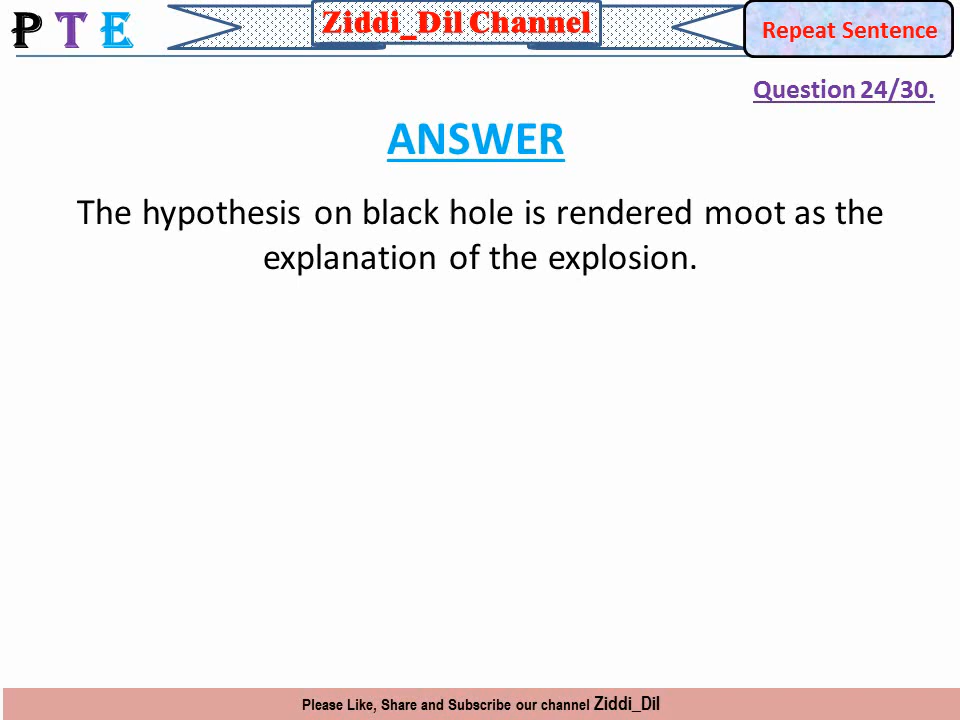 P T E
Ziddi_Dil Channel
Repeat Sentence
Question 24/30.
ANSWER
The hypothesis on black hole is rendered moot as the
explanation of the explosion.
Please Like, Share and Subscribe our channel Ziddi_Dil